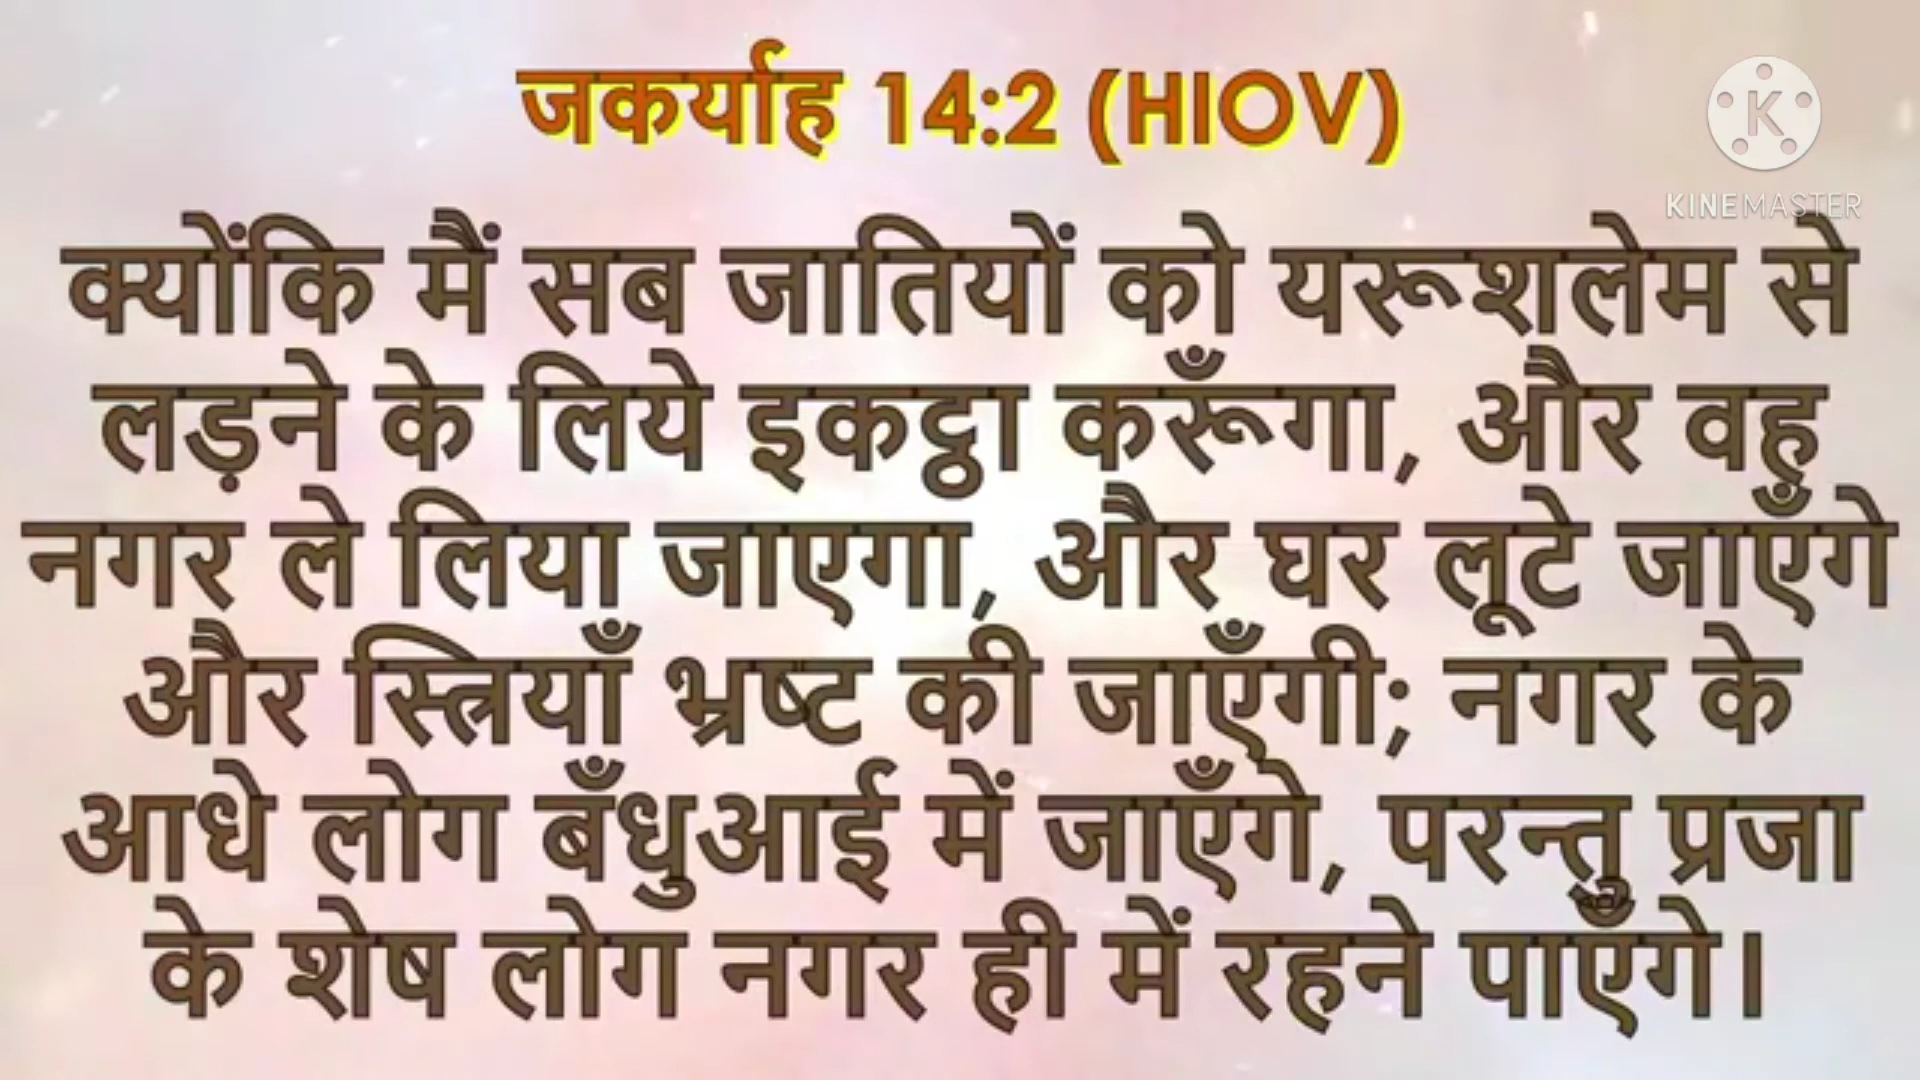 जकर्याह 14:2 (HIOV)
K
KINEMASTER
क्योंकि मैं सब जातियों को यरूशलेम से
लड़ने के लिये इकट्ठा करूँगा, और वह
नगर ले लिया जाएगा, और घर लूटे जाएँगे
और स्त्रियाँ भ्रष्‍ट की जाएँगी; नगर के
आधे लोग बँधुआई में जाएँगे, परन्तु प्रजा
के शेष लोग नगर ही में रहने पाएँगे।